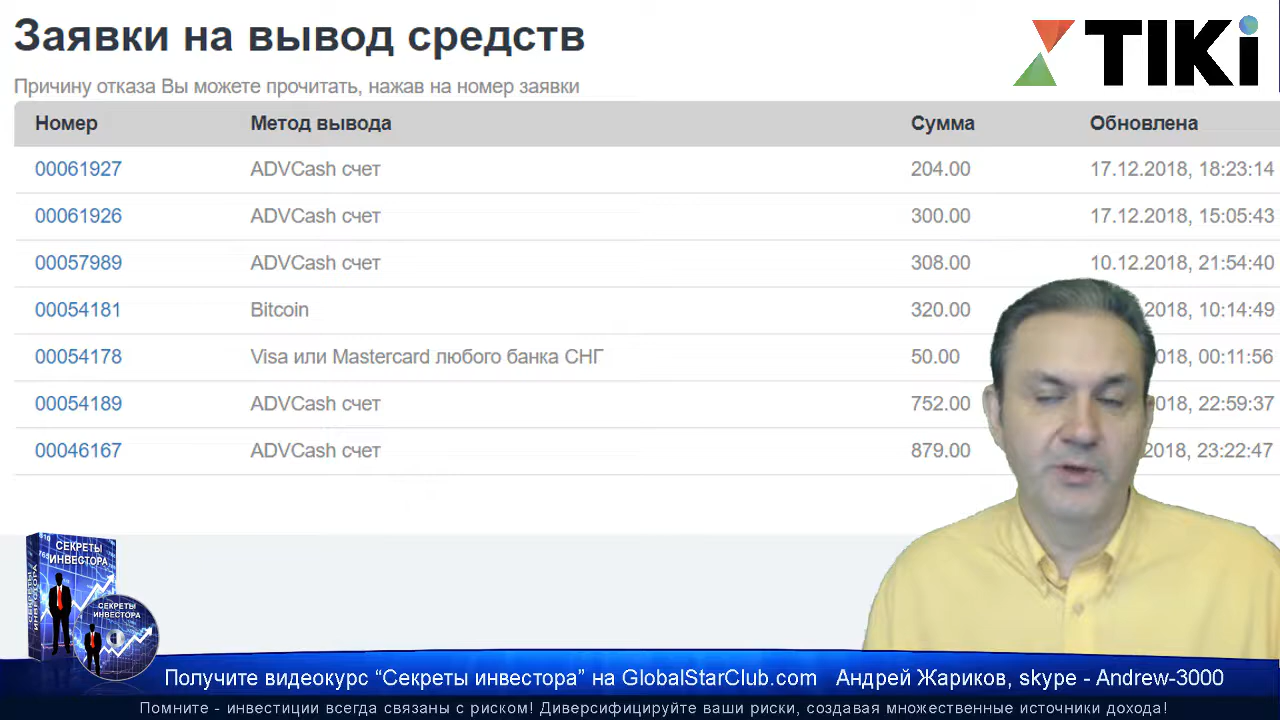 Заявки на вывод средств
TIKi
Причину отказа Вы можете прочитать, нажав на номер заявки
Номер Метод вывода Сумма Обновлена
00061927 ADVCash счет 204.00 17.12.2018, 18:23:14
00061926 ADVCash счет 300.00 17.12.2018, 15:05:43
00057989 ADVCash счет 308.00 10.12.2018, 21:54:40
00054181 Bitcoin 320.00 2018, 10:14:49
00054178 Visa или Mastercard любого банка СНГ 50.00 018, 00:11:56
00054189 ADVCash счет 752.00 018, 22:59:37
00046167 ADVCash счет 879.00 2018, 23:22:47
СЕКРЕТЫ
ИНВЕСТОРА
СЕКРЕТЫ
ИНВЕСТОРА
Получите видеокурс “Секреты инвестора” на GlobalStarClub.com Андрей Жариков, skype - Andrew-3000
Помните - инвестиции всегда связаны с риском! Диверсифицируйте ваши риски, создавая множественные источники дохода!